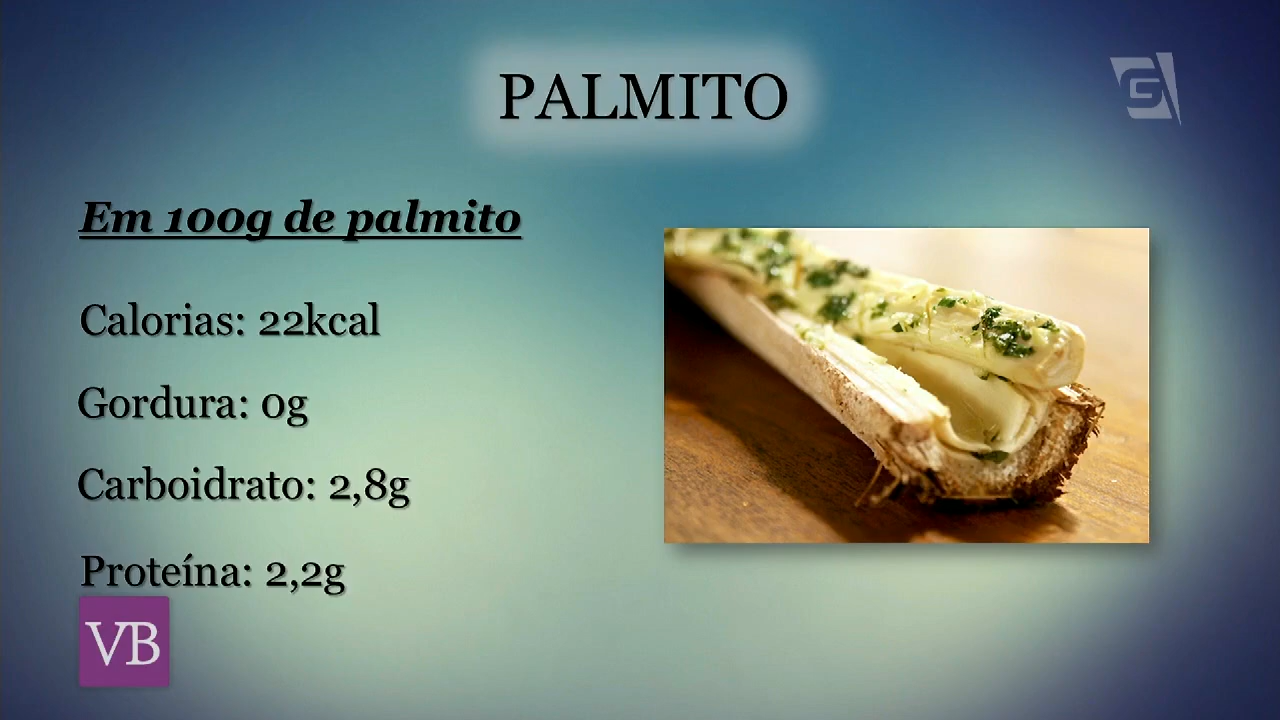 PALMITO
G
Em 100g de palmito
Calorias: 22kcal
Gordura: 0g
Carboidrato: 2,8g
Proteína: 2,2g
VB